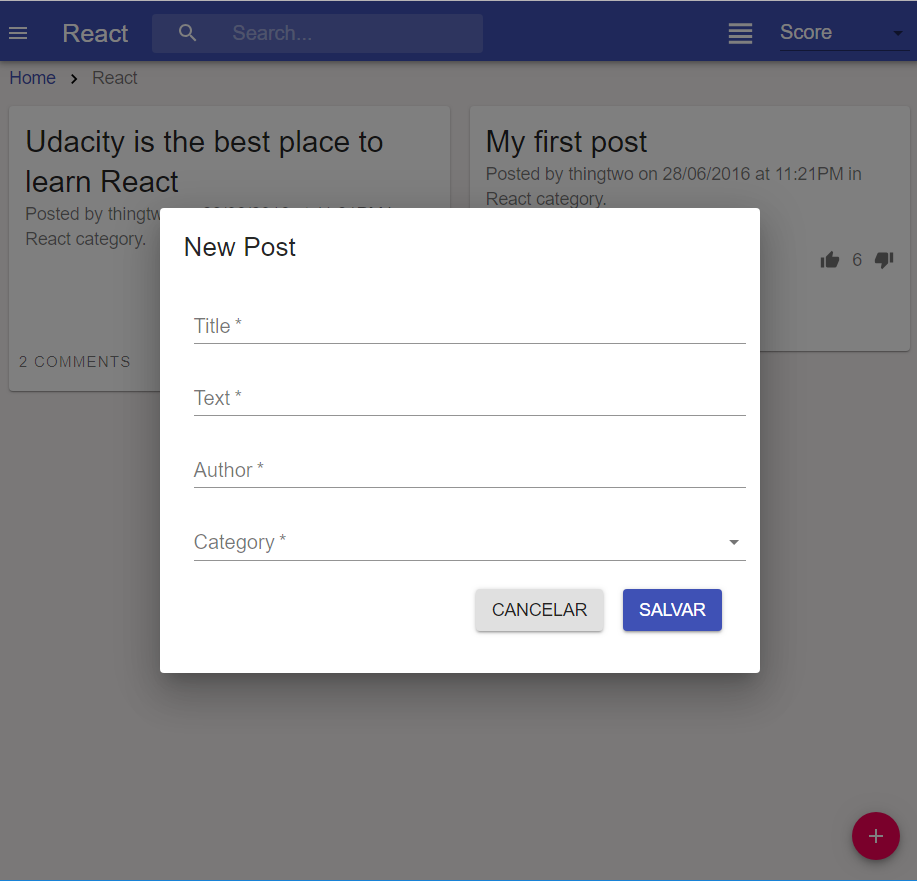 React
Search...
Score
Home
React
Udacity is the best place to
learn React
Posted by
React category.
2 COMMENTS
My first post
Posted by thingtwo on 28/06/2016 at 11:21PM in
React category.
6
New Post
Title *
Text *
Author *
Category *
CANCELAR
SALVAR